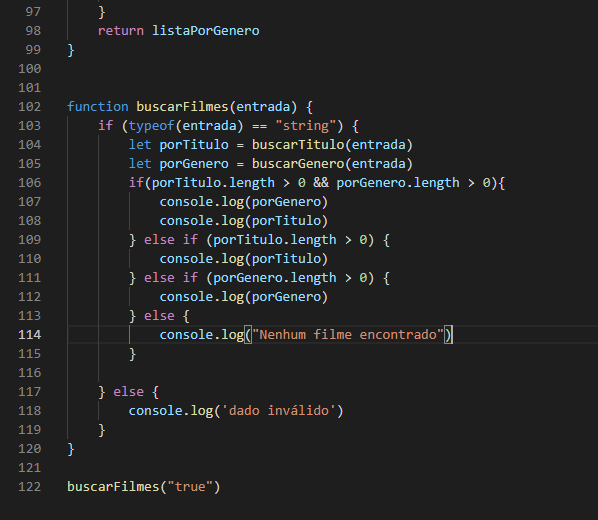 97 }
98 return listaPorGenero
99 }
100
101
102 function buscarFilmes(entrada) {
103 if (typeof(entrada) == "string") {
104 let porTitulo = buscarTitulo(entrada)
105 let porGenero = buscarGenero(entrada)
106 if(porTitulo.length > 0 && porGenero.length > 0){
107 console.log(porGenero)
108 console.log(porTitulo)
109 } else if (porTitulo.length > 0) {
110 console.log(porTitulo)
111 } else if (porGenero.length > 0) {
112 console.log(porGenero)
113 } else {
114 console.log("Nenhum filme encontrado")
115 }
116
117 } else {
118 console.log('dado inválido')
119 }
120 }
121
122 buscarFilmes("true")